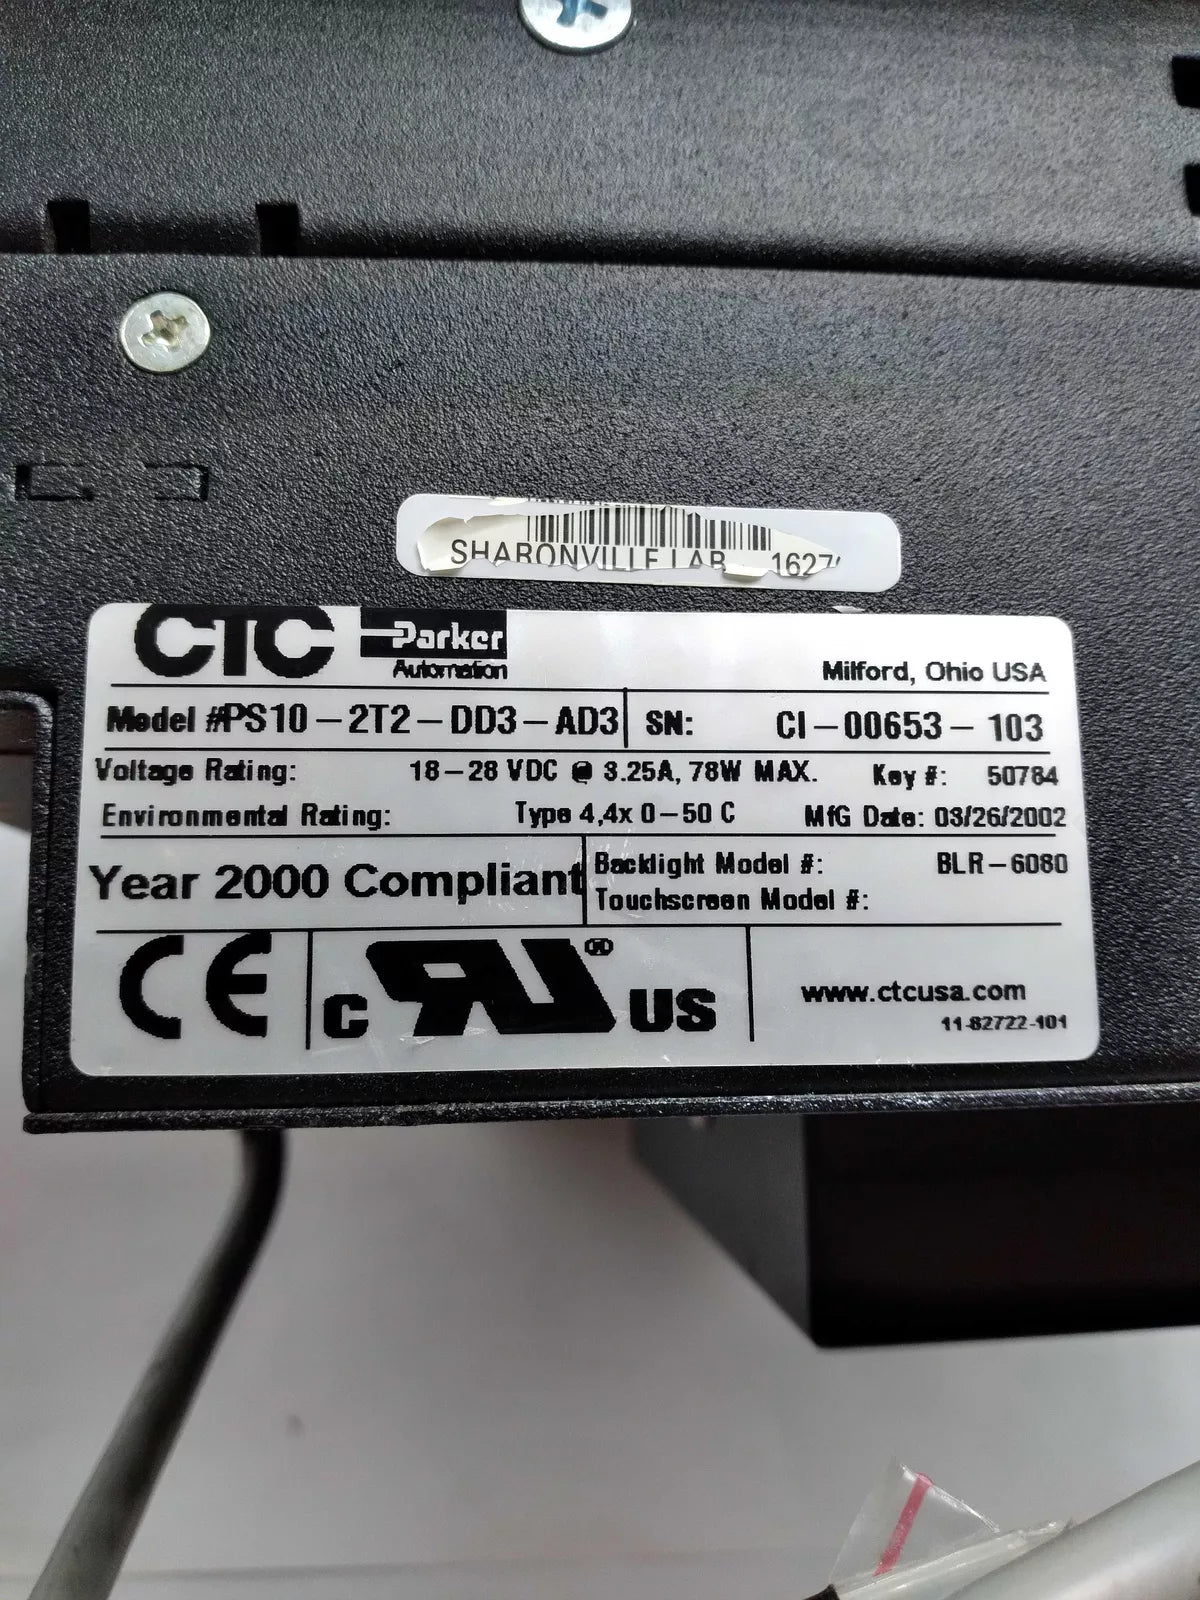 SHARONVILLE LAB
CTC Parker
Automation
Milford, Ohio USA
Model #PS10-2T2-DD3-AD3 SN: CI-00653-103
Voltage Rating: 18-28 VDC @ 3.25A, 78W MAX. Key #: 50784
Environmental Rating: Type 4,4x 0-50 C MfG Date: 03/26/2002
Year 2000 Compliant
Backlight Model #: BLR-6080
Touchscreen Model #:
CE
C RU ® US
www.ctcusa.com
11-82722-101